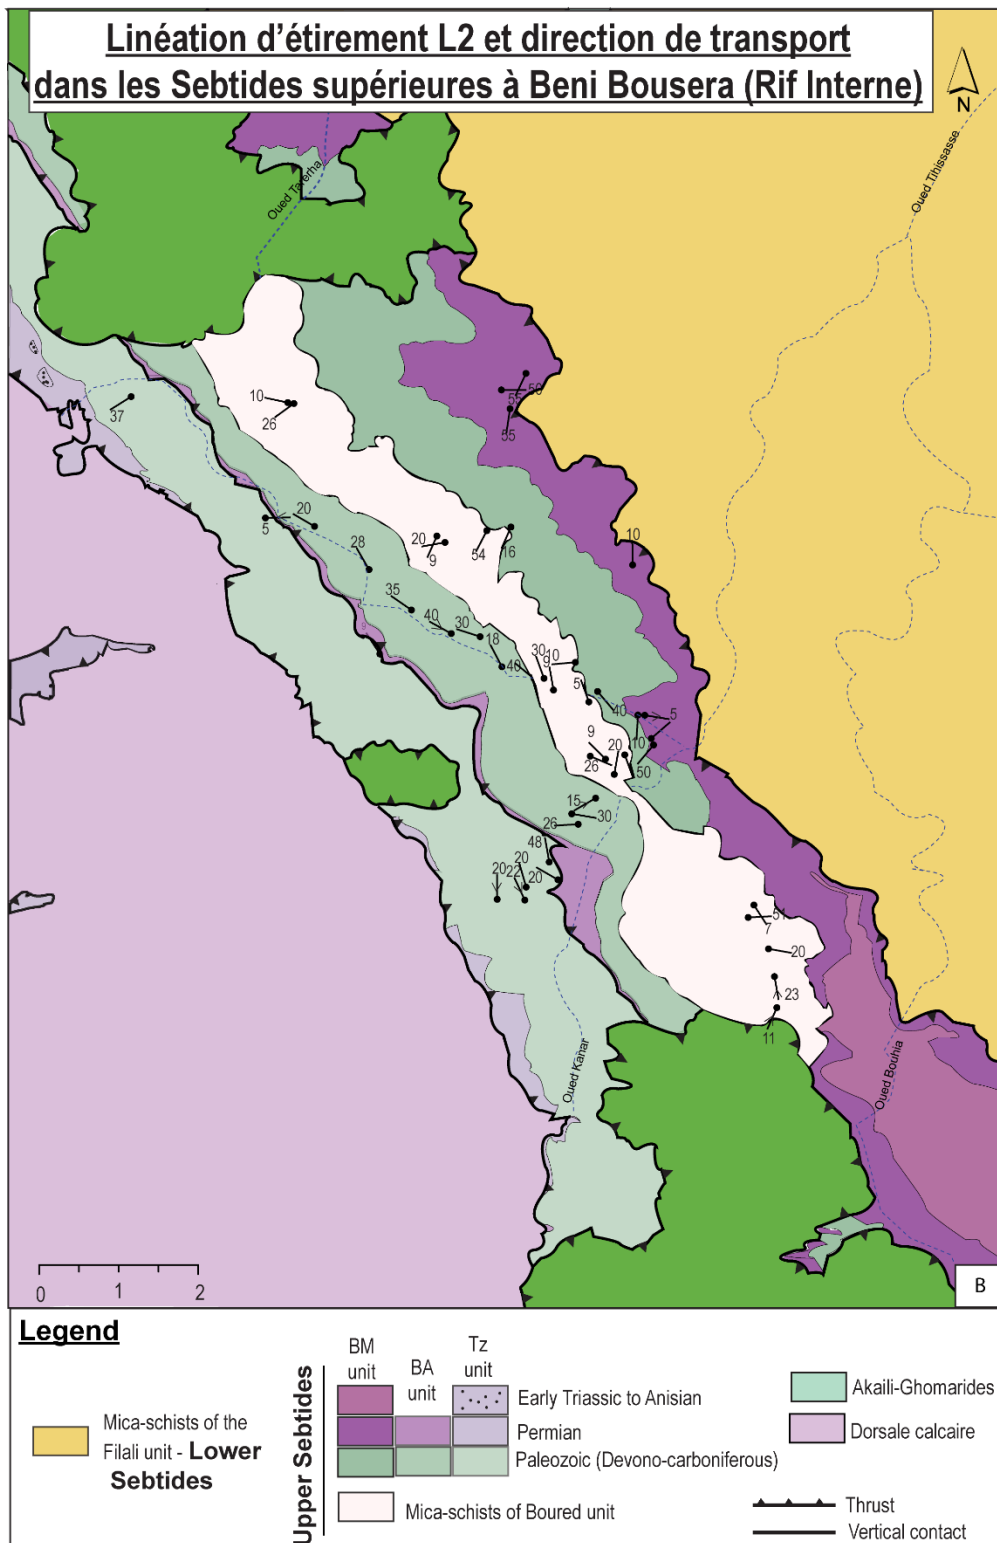 Linéation d'étirement L2 et direction de transport
dans les Sebtides supérieures à Beni Bousera (Rif Interne)
N
Oued Taferha
Oued Tihissasse
10
26
37
50
55
55
20
5
20
9
54
16
10
28
35
40
30
18
40
30
9
10
5
40
5
10
50
9
26
20
15
30
26
48
20
22
20
20
51
7
20
23
11
Oued Kanar
Oued Bouhia
0
2
B
Legend
Mica-schists of the
Filali unit - Lower
Sebtides
Upper Sebtides
BM
unit
BA
unit
Tz
unit
Early Triassic to Anisian
Permian
Paleozoic (Devono-carboniferous)
Mica-schists of Boured unit
Akaili-Ghomarides
Dorsale calcaire
Thrust
Vertical contact